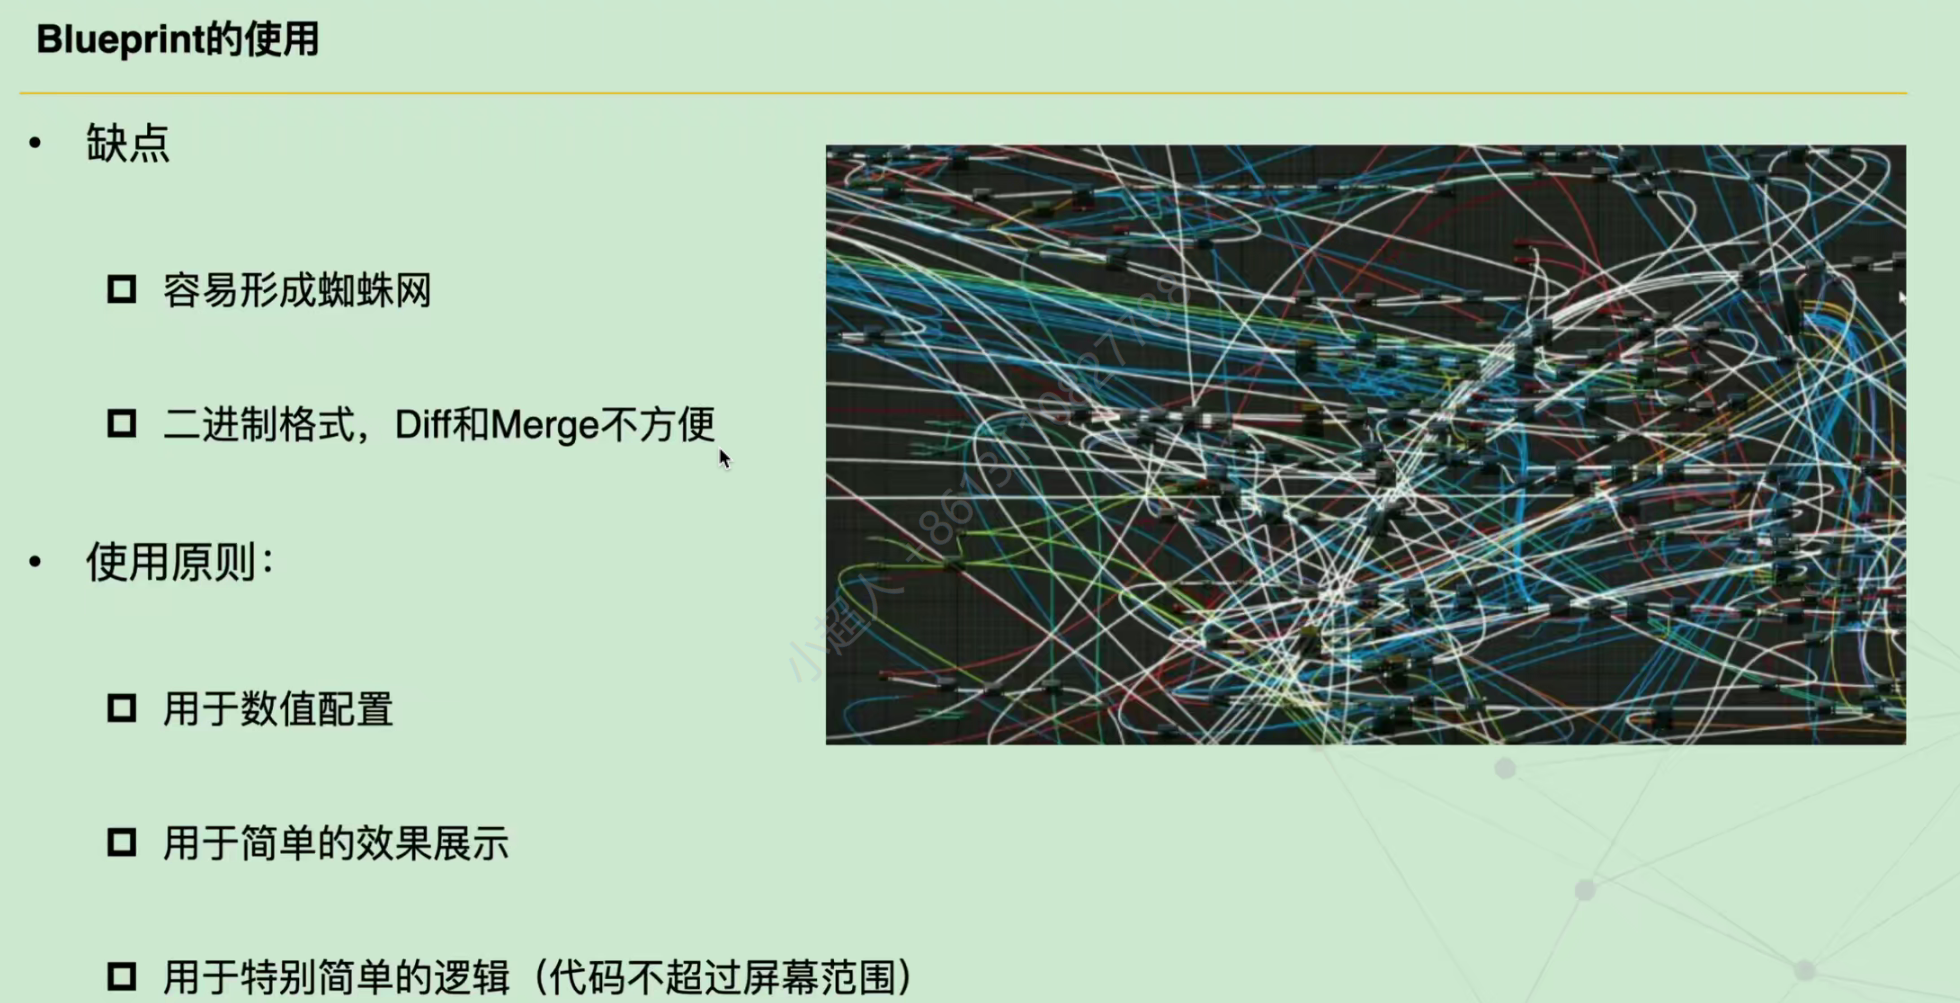 Blueprint的使用
• 缺点
容易形成蜘蛛网
二进制格式，Diff和Merge不方便
• 使用原则：
用于数值配置
用于简单的效果展示
用于特别简单的逻辑（代码不超过屏幕范围）
小超人